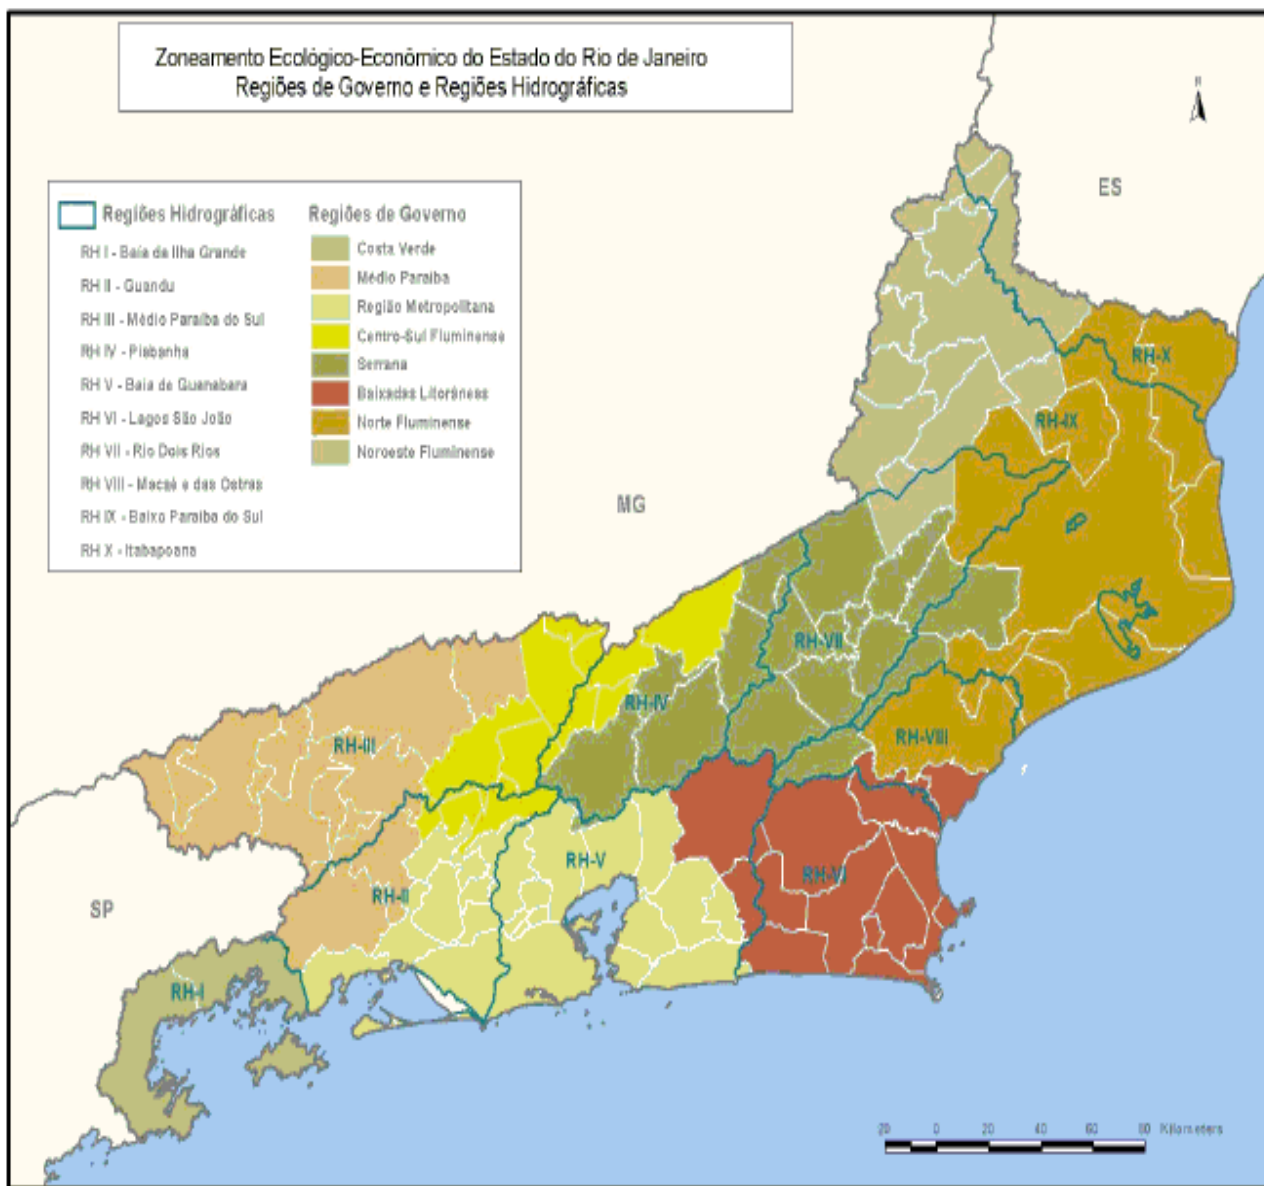 Zoneamento Ecológico-Econômico do Estado do Rio de Janeiro
Regiões de Governo e Regiões Hidrográficas
N
ES
Regiões Hidrográficas
RH I - Baía da Ilha Grande
RH II - Guandu
RH III - Médio Paraíba do Sul
RH IV - Piabanha
RH V - Baía de Guanabara
RH VI - Lagos São João
RH VII - Rio Dois Rios
RH VIII - Macaé e das Ostras
RH IX - Baixo Paraíba do Sul
RH X - Itabapoana
Regiões de Governo
Costa Verde
Médio Paraíba
Região Metropolitana
Centro-Sul Fluminense
Serrana
Baixadas Litorâneas
Norte Fluminense
Noroeste Fluminense
RH-X
RH-IX
MG
RH-VII
RH-IV
RH-VIII
RH-III
RH-V
RH-VI
RH-II
SP
RH-I
20 0 20 40 60 80 Kilometers